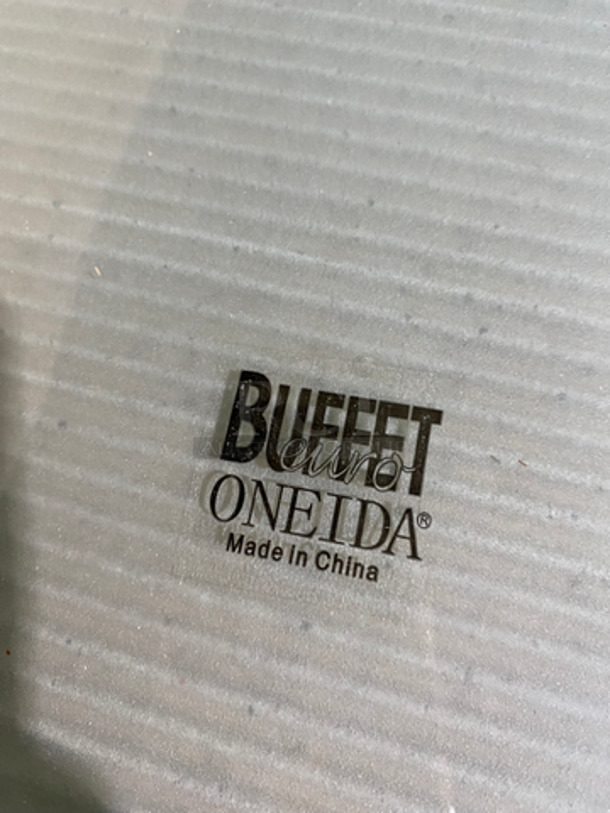 BUFFET
euro
ONEIDA®
Made in China